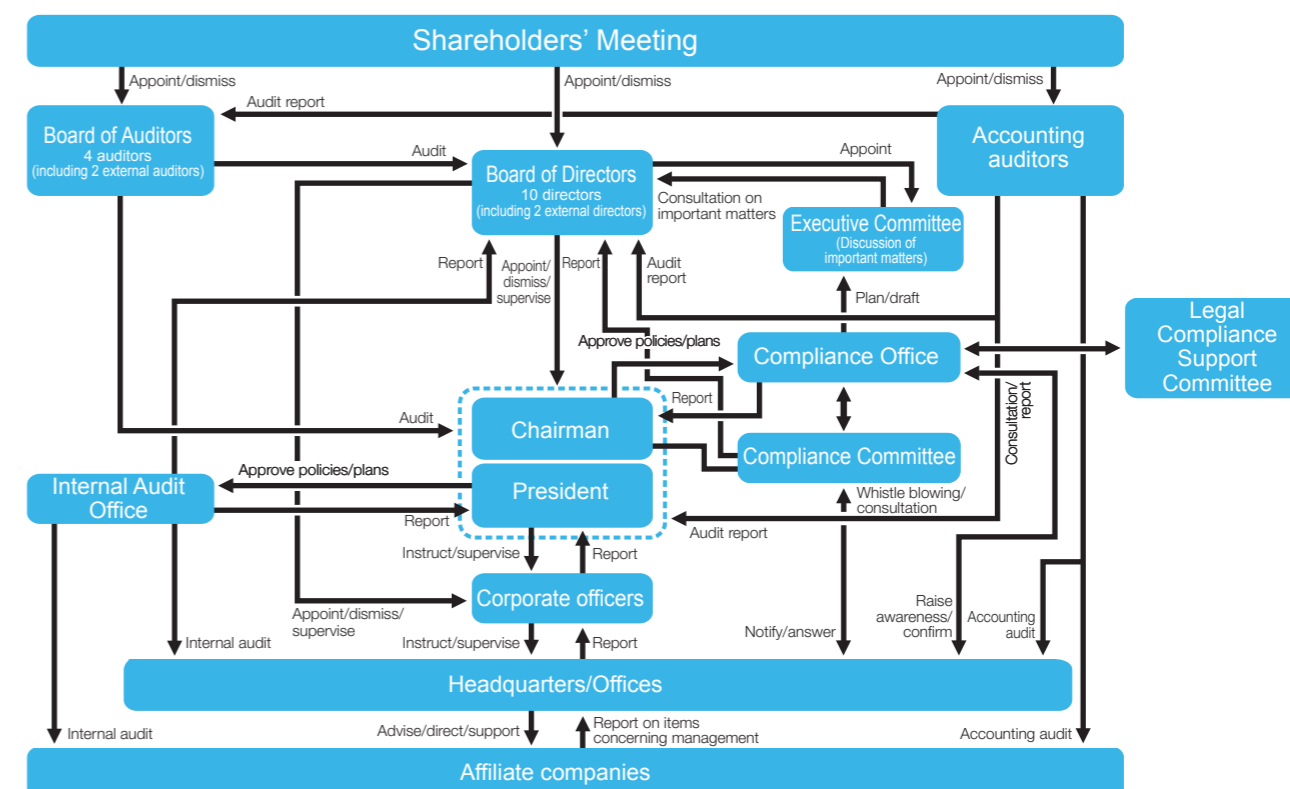 Shareholders' Meeting
Appoint/dismiss
Appoint/dismiss
Appoint/dismiss
Audit report
Board of Auditors
4 auditors
(including 2 external auditors)
Accounting
auditors
Audit
Appoint
Board of Directors
10 directors
(including 2 external directors)
Consultation on
important matters
Executive Committee
(Discussion of
important matters)
Report
Appoint/
dismiss/
supervise
Report
Audit
report
Plan/draft
Legal
Compliance
Support
Committee
Approve policies/plans
Compliance Office
Report
Consultation/
report
Audit
Chairman
Compliance Committee
Approve policies/plans
Internal Audit
Office
President
Whistle blowing/
consultation
Report
Audit report
Instruct/supervise
Report
Corporate officers
Appoint/dismiss/
supervise
Raise
awareness/
confirm
Accounting
audit
Internal audit
Instruct/supervise
Report
Notify/answer
Headquarters/Offices
Internal audit
Advise/direct/support
Report on items
concerning management
Accounting audit
Affiliate companies